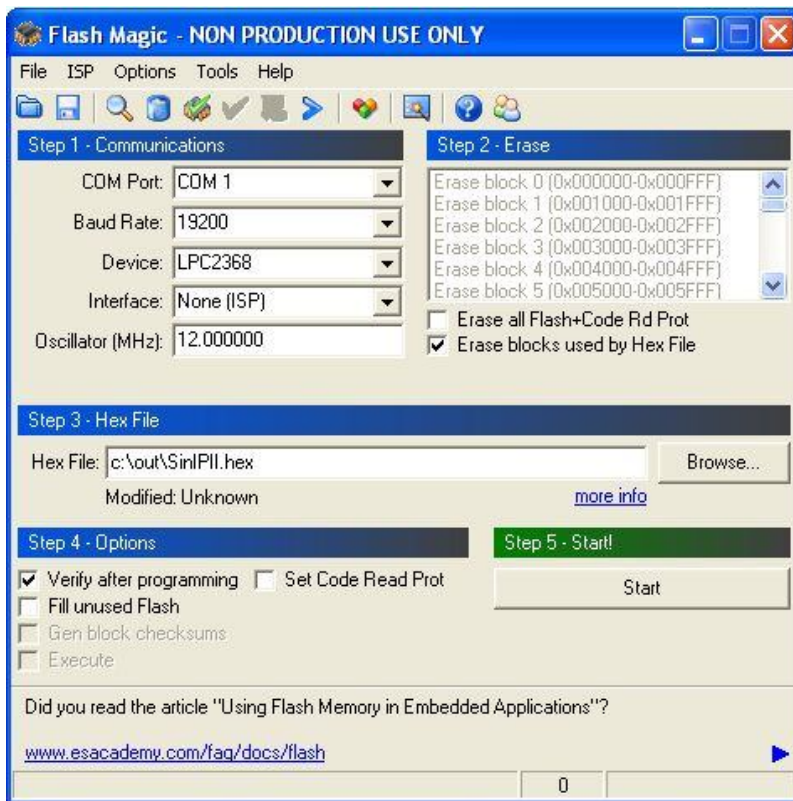 Flash Magic - NON PRODUCTION USE ONLY
File ISP Options Tools Help
Step 1 - Communications
COM Port: COM 1
Baud Rate: 19200
Device: LPC2368
Interface: None (ISP)
Oscillator (MHz): 12.000000
Step 2 - Erase
Erase block 0 (0x000000-0x000FFF)
Erase block 1 (0x001000-0x001FFF)
Erase block 2 (0x002000-0x002FFF)
Erase block 3 (0x003000-0x003FFF)
Erase block 4 (0x004000-0x004FFF)
Erase block 5 (0x005000-0x005FFF)
Erase all Flash+Code Rd Prot
Erase blocks used by Hex File
Step 3 - Hex File
Hex File: c:\out\SinIPII.hex Browse...
Modified: Unknown more info
Step 4 - Options
Verify after programming Set Code Read Prot
Fill unused Flash
Gen block checksums
Execute
Step 5 - Start!
Start
Did you read the article "Using Flash Memory in Embedded Applications"?
www.esacademy.com/faq/docs/flash
0